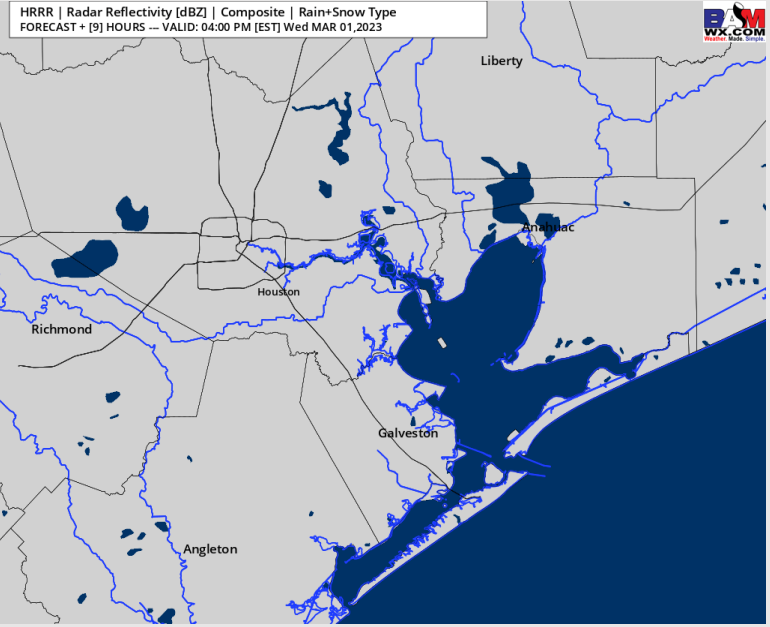 HRRR | Radar Reflectivity [dBZ] | Composite | Rain+Snow Type
FORECAST + [9] HOURS --- VALID: 04:00 PM [EST] Wed MAR 01,2023
BAM
WX.COM
Weather. Made. Simple.
Liberty
Anahuac
Houston
Richmond
Galveston
Angleton